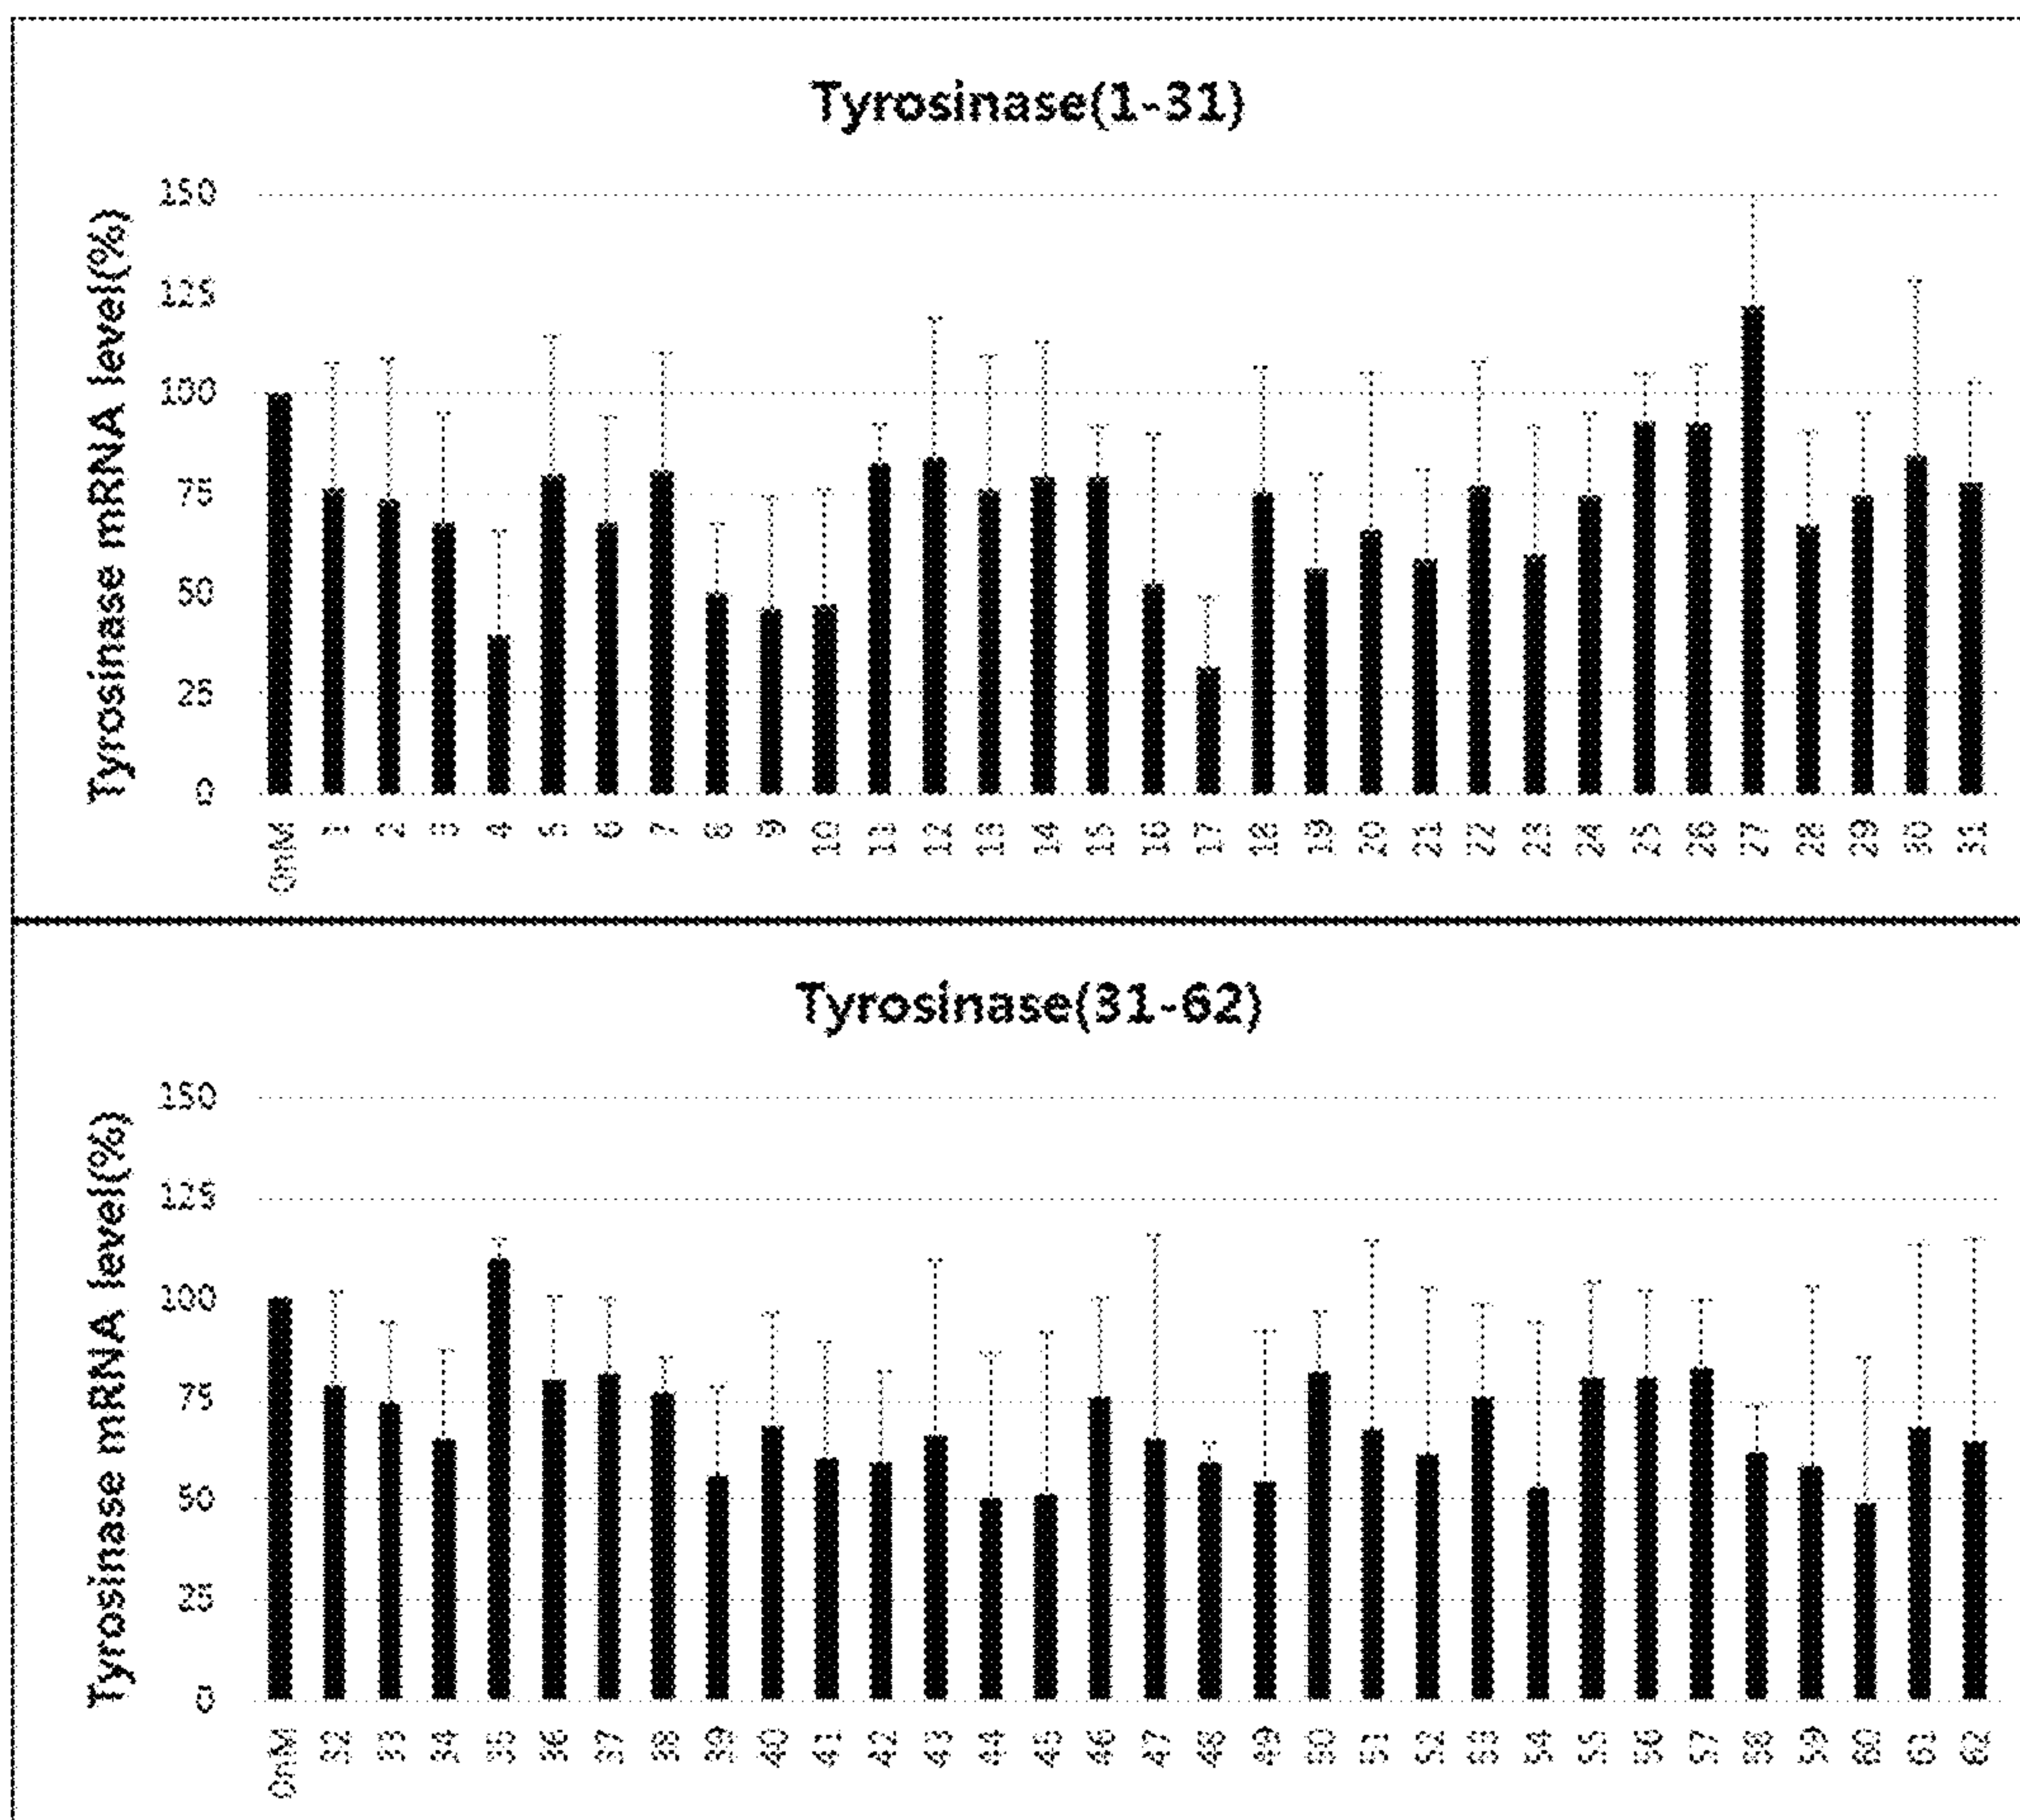 Tyrosinase(1-31)
Tyrosinase mRNA level(%)
150
125
100
75
50
25
0
0nM 1 2 3 4 5 6 7 8 9 10 11 12 13 14 15 16 17 18 19 20 21 22 23 24 25 26 27 28 29 30 31
Tyrosinase(31-62)
Tyrosinase mRNA level(%)
150
125
100
75
50
25
0
0nM 32 33 34 35 36 37 38 39 40 41 42 43 44 45 46 47 48 49 50 51 52 53 54 55 56 57 58 59 60 61 62